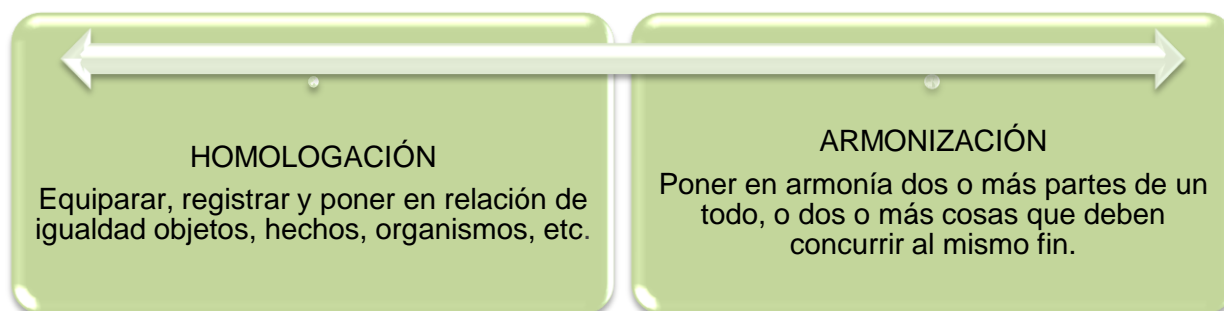 HOMOLOGACIÓN
Equiparar, registrar y poner en relación de
igualdad objetos, hechos, organismos, etc.
ARMONIZACIÓN
Poner en armonía dos o más partes de un
todo, o dos o más cosas que deben
concurrir al mismo fin.